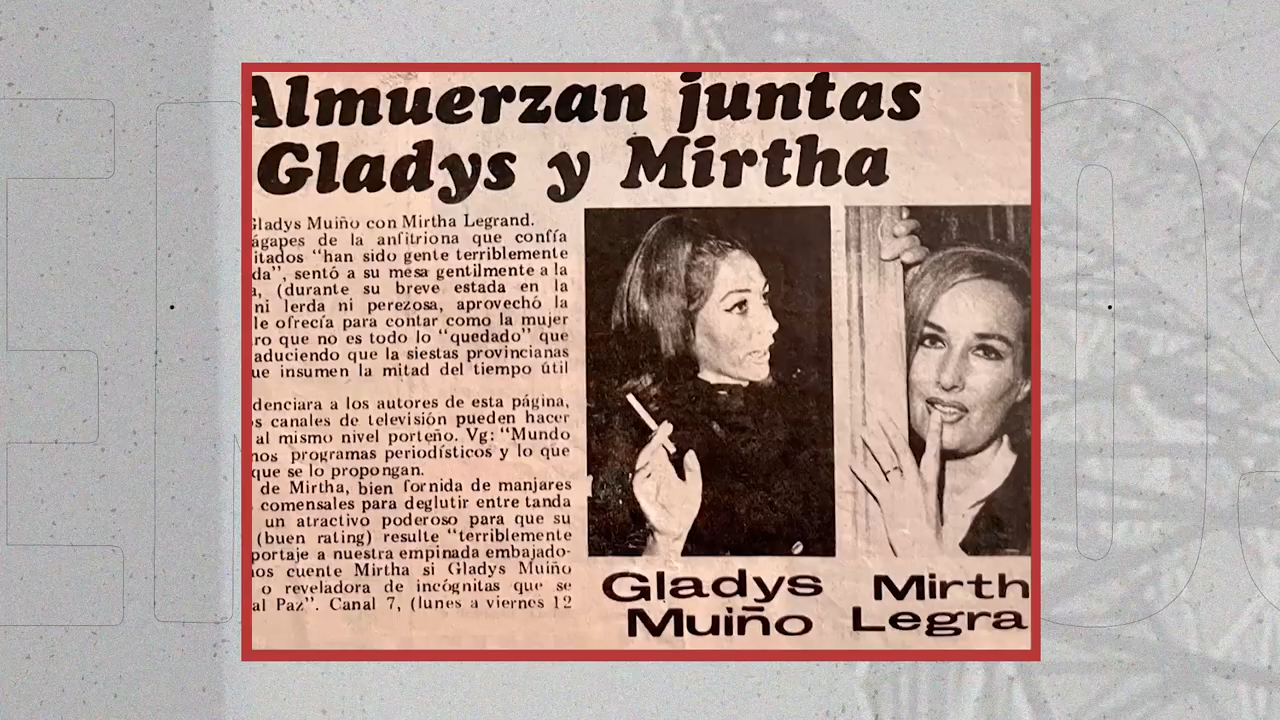 Almuerzan juntas
Gladys y Mirtha
Gladys Muiño con Mirtha Legrand.
ágapes de la anfitriona que confía
itados “han sido gente terriblemente
da”, sentó a su mesa gentilmente a la
a, (durante su breve estada en la
ni lerda ni perezosa, aprovechó la
le ofrecía para contar como la mujer
ro que no es todo lo “quedado” que
aduciendo que la siestas provincianas
ue insumen la mitad del tiempo útil
denciara a los autores de esta página,
s canales de televisión pueden hacer
al mismo nivel porteño. Vg: “Mundo
nos programas periodísticos y lo que
que se lo propongan.
de Mirtha, bien fornida de manjares
comensales para deglutir entre tanda
un atractivo poderoso para que su
(buen rating) resulte “terriblemente
portaje a nuestra empinada embajado-
nos cuente Mirtha si Gladys Muiño
o reveladora de incógnitas que se
al Paz”. Canal 7, (lunes a viernes 12
Gladys
Muiño
Mirth
Legra